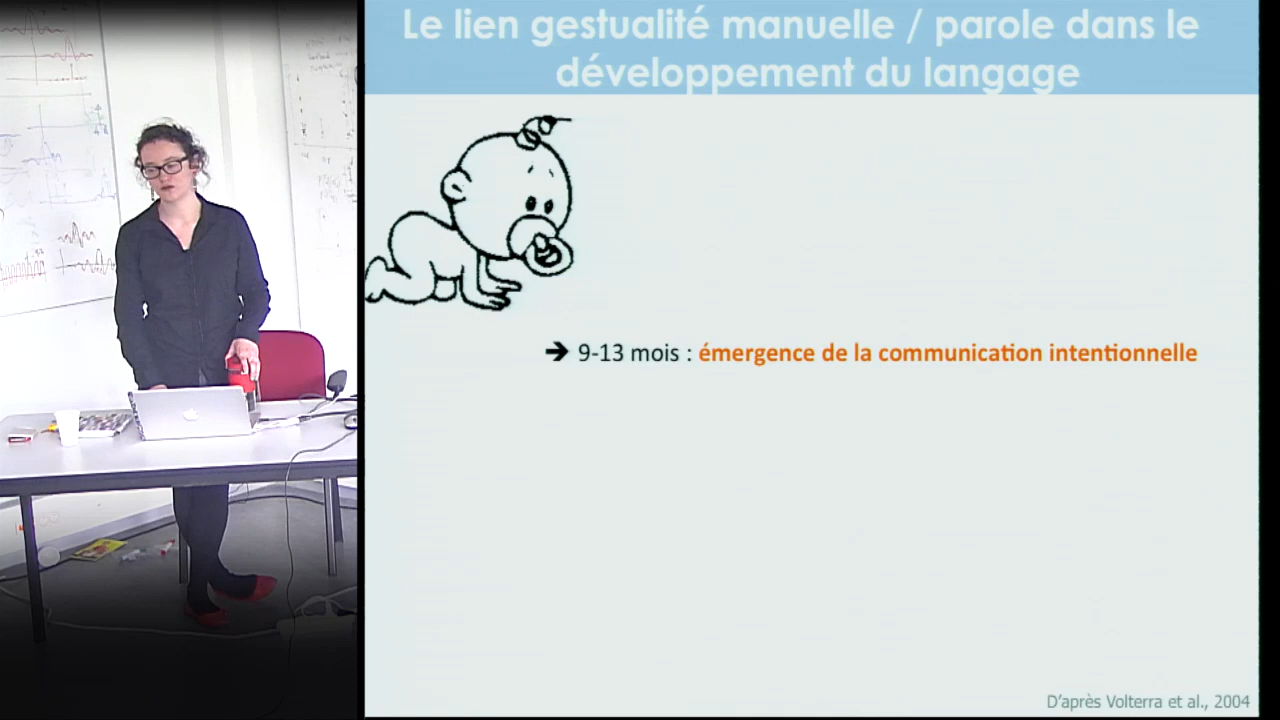 Le lien gestualité manuelle / parole dans le
développement du langage
➔ 9-13 mois : émergence de la communication intentionnelle
D'après Volterra et al., 2004